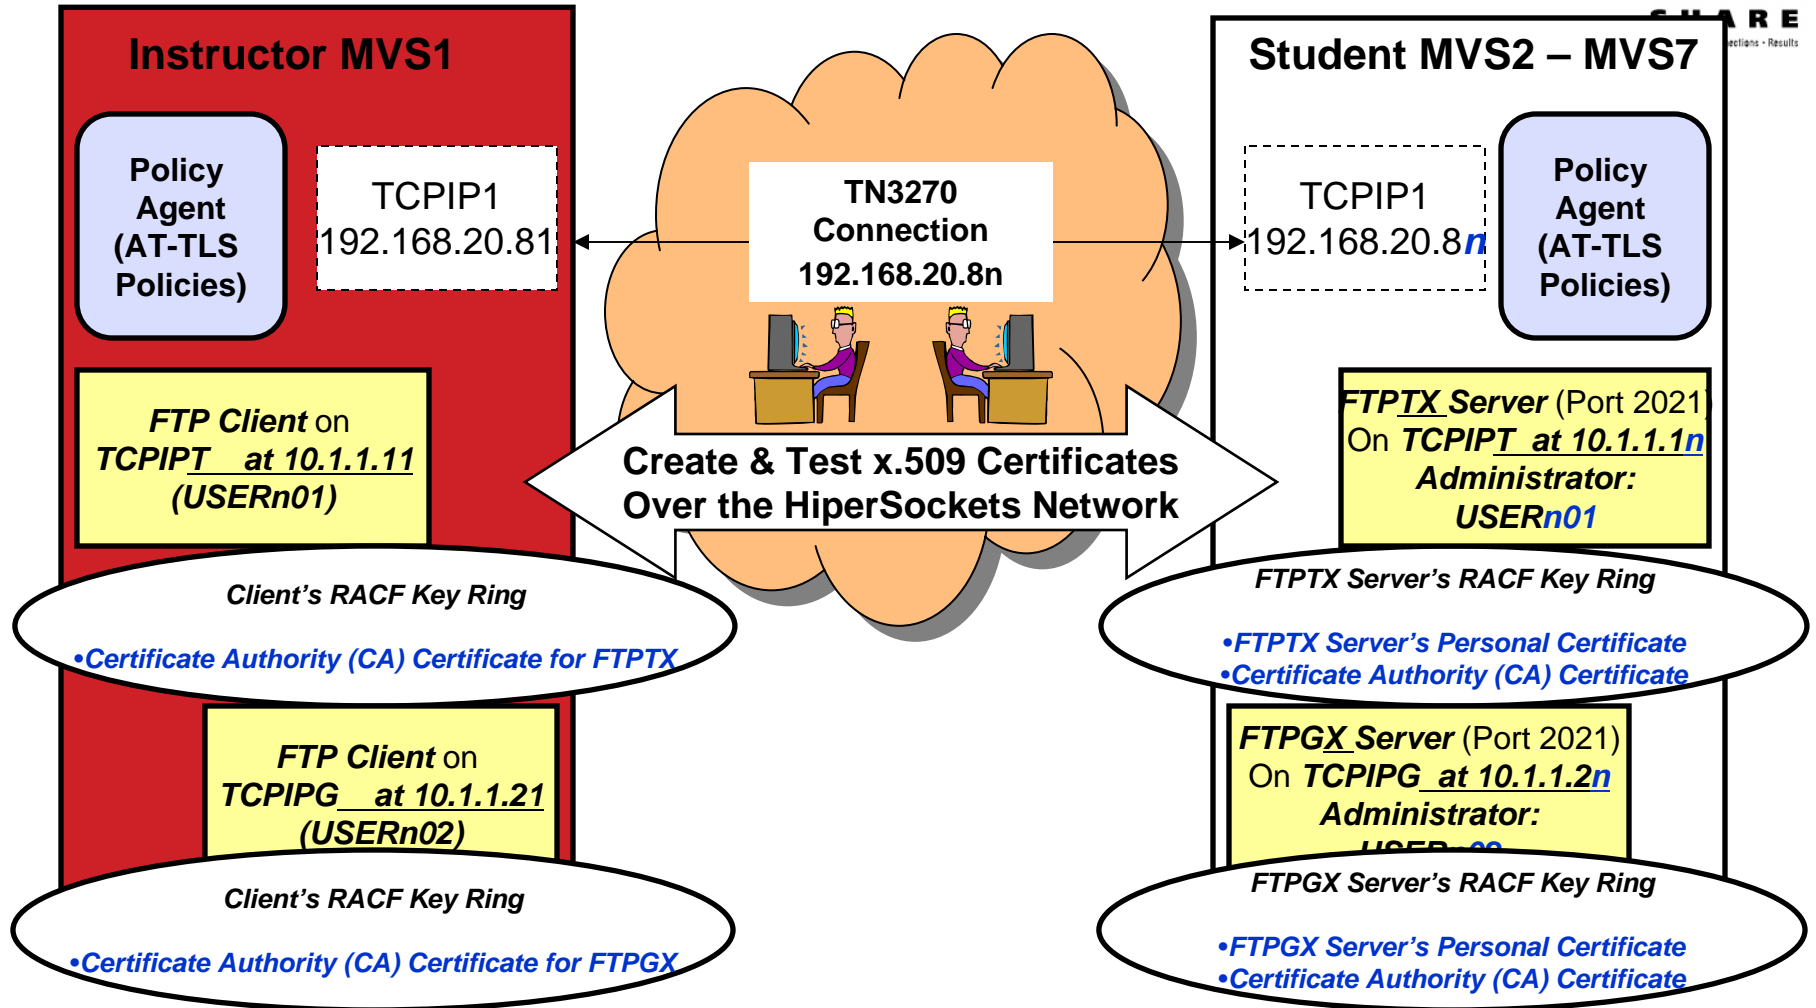 S H A R E
ections • Results
Instructor MVS1
Student MVS2 – MVS7
Policy
Agent
(AT-TLS
Policies)
TCPIP1
192.168.20.81
TN3270
Connection
192.168.20.8n
TCPIP1
192.168.20.8n
Policy
Agent
(AT-TLS
Policies)
FTP Client on
TCPIPT at 10.1.1.11
(USERn01)
Create & Test x.509 Certificates
Over the HiperSockets Network
FTPTX Server (Port 2021)
On TCPIPT at 10.1.1.1n
Administrator:
USERn01
Client's RACF Key Ring
•Certificate Authority (CA) Certificate for FTPTX
FTPTX Server's RACF Key Ring
•FTPTX Server's Personal Certificate
•Certificate Authority (CA) Certificate
FTP Client on
TCPIPG at 10.1.1.21
(USERn02)
FTPGX Server (Port 2021)
On TCPIPG at 10.1.1.2n
Administrator:
USERn02
Client's RACF Key Ring
•Certificate Authority (CA) Certificate for FTPGX
FTPGX Server's RACF Key Ring
•FTPGX Server's Personal Certificate
•Certificate Authority (CA) Certificate